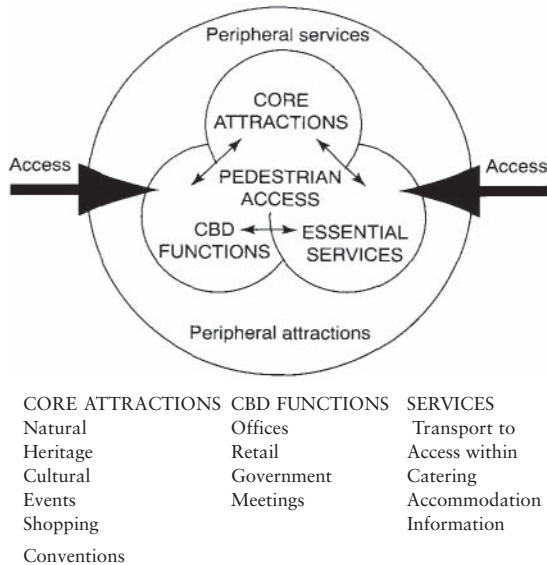 Peripheral services
CORE
ATTRACTIONS
Access
Access
PEDESTRIAN
ACCESS
CBD
FUNCTIONS
ESSENTIAL
SERVICES
Peripheral attractions
CORE ATTRACTIONS CBD FUNCTIONS SERVICES
Natural Offices Transport to
Heritage Retail Access within
Cultural Government Catering
Events Meetings Accommodation
Shopping Information
Conventions